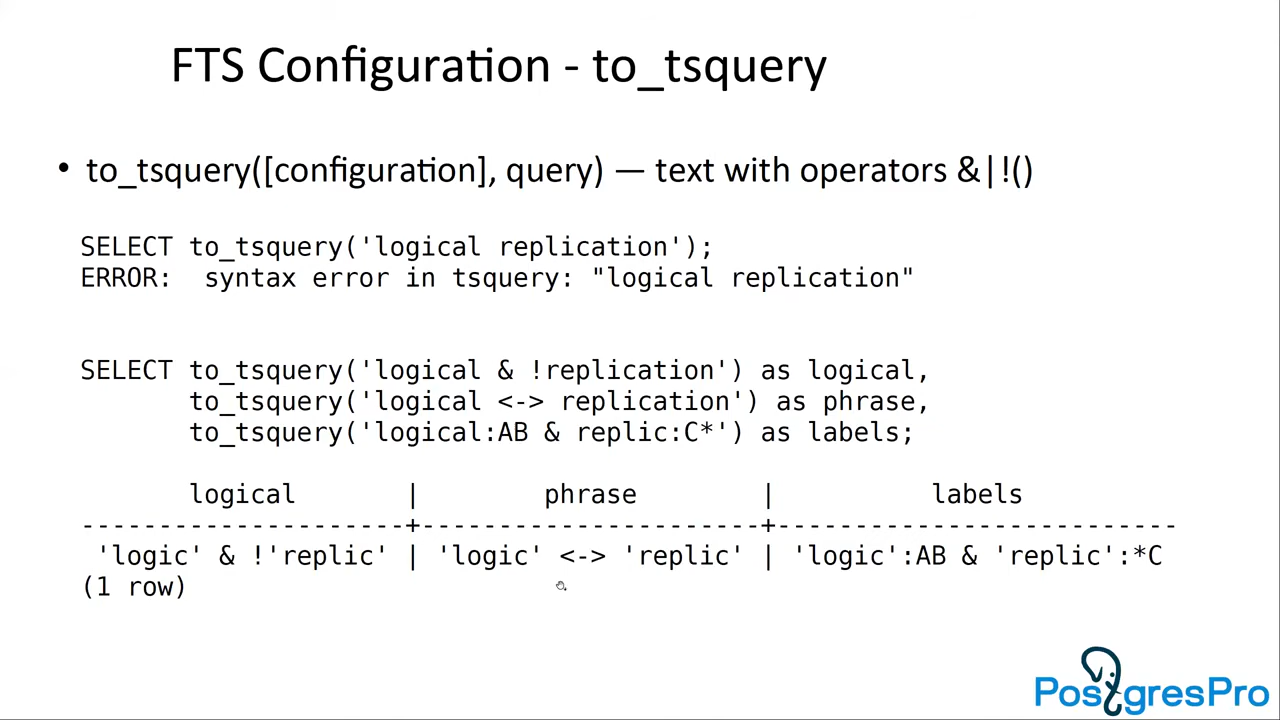 FTS Configuration - to_tsquery
• to_tsquery([configuration], query) — text with operators &|!()
SELECT to_tsquery('logical replication');
ERROR:  syntax error in tsquery: "logical replication"
SELECT to_tsquery('logical & !replication') as logical,
       to_tsquery('logical <-> replication') as phrase,
       to_tsquery('logical:AB & replic:C*') as labels;
       logical       |        phrase        |          labels
---------------------+----------------------+--------------------------
 'logic' & !'replic' | 'logic' <-> 'replic' | 'logic':AB & 'replic':*C
(1 row)
PostgresPro